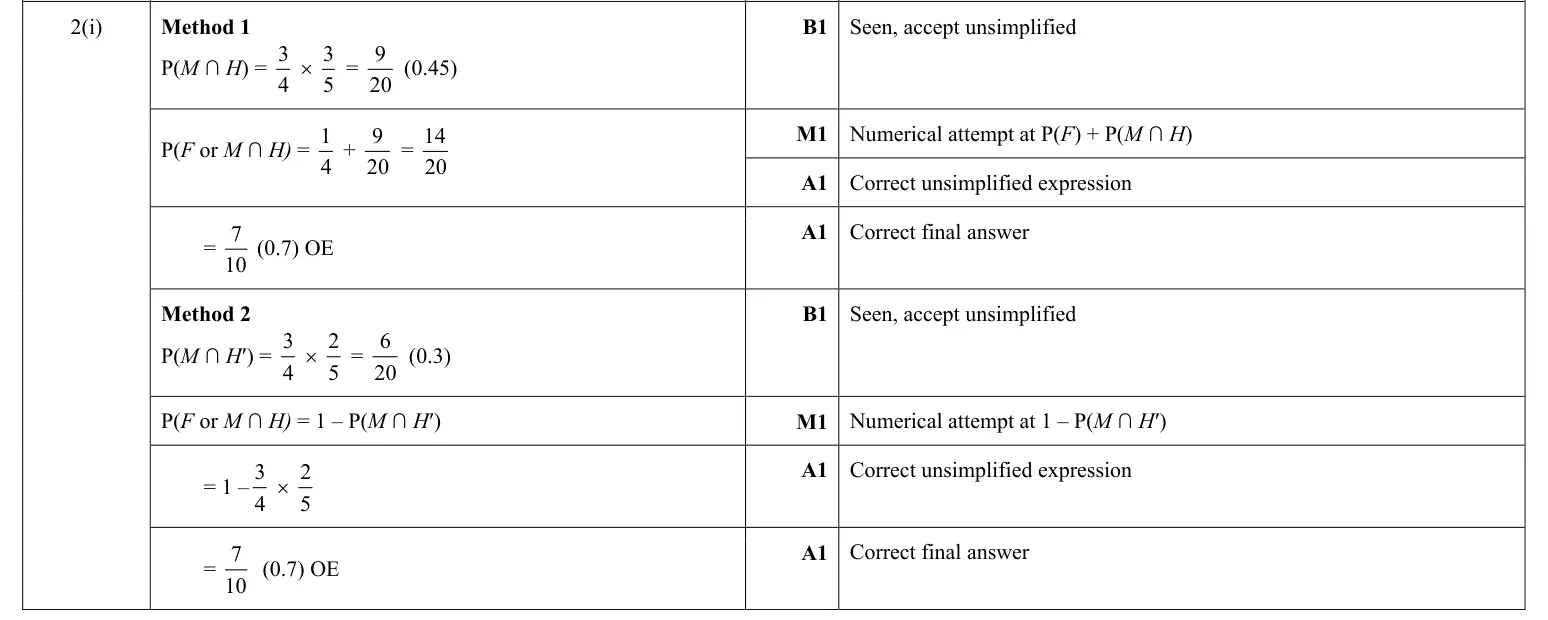 2(i) Method 1 B1 Seen, accept unsimplified
P(M ∩ H) = 3/4 × 3/5 = 9/20 (0.45)
P(F or M ∩ H) = 1/4 + 9/20 = 14/20 M1 Numerical attempt at P(F) + P(M ∩ H)
A1 Correct unsimplified expression
= 7/10 (0.7) OE A1 Correct final answer
Method 2 B1 Seen, accept unsimplified
P(M ∩ H′) = 3/4 × 2/5 = 6/20 (0.3)
P(F or M ∩ H) = 1 – P(M ∩ H′) M1 Numerical attempt at 1 – P(M ∩ H′)
= 1 – 3/4 × 2/5 A1 Correct unsimplified expression
= 7/10 (0.7) OE A1 Correct final answer